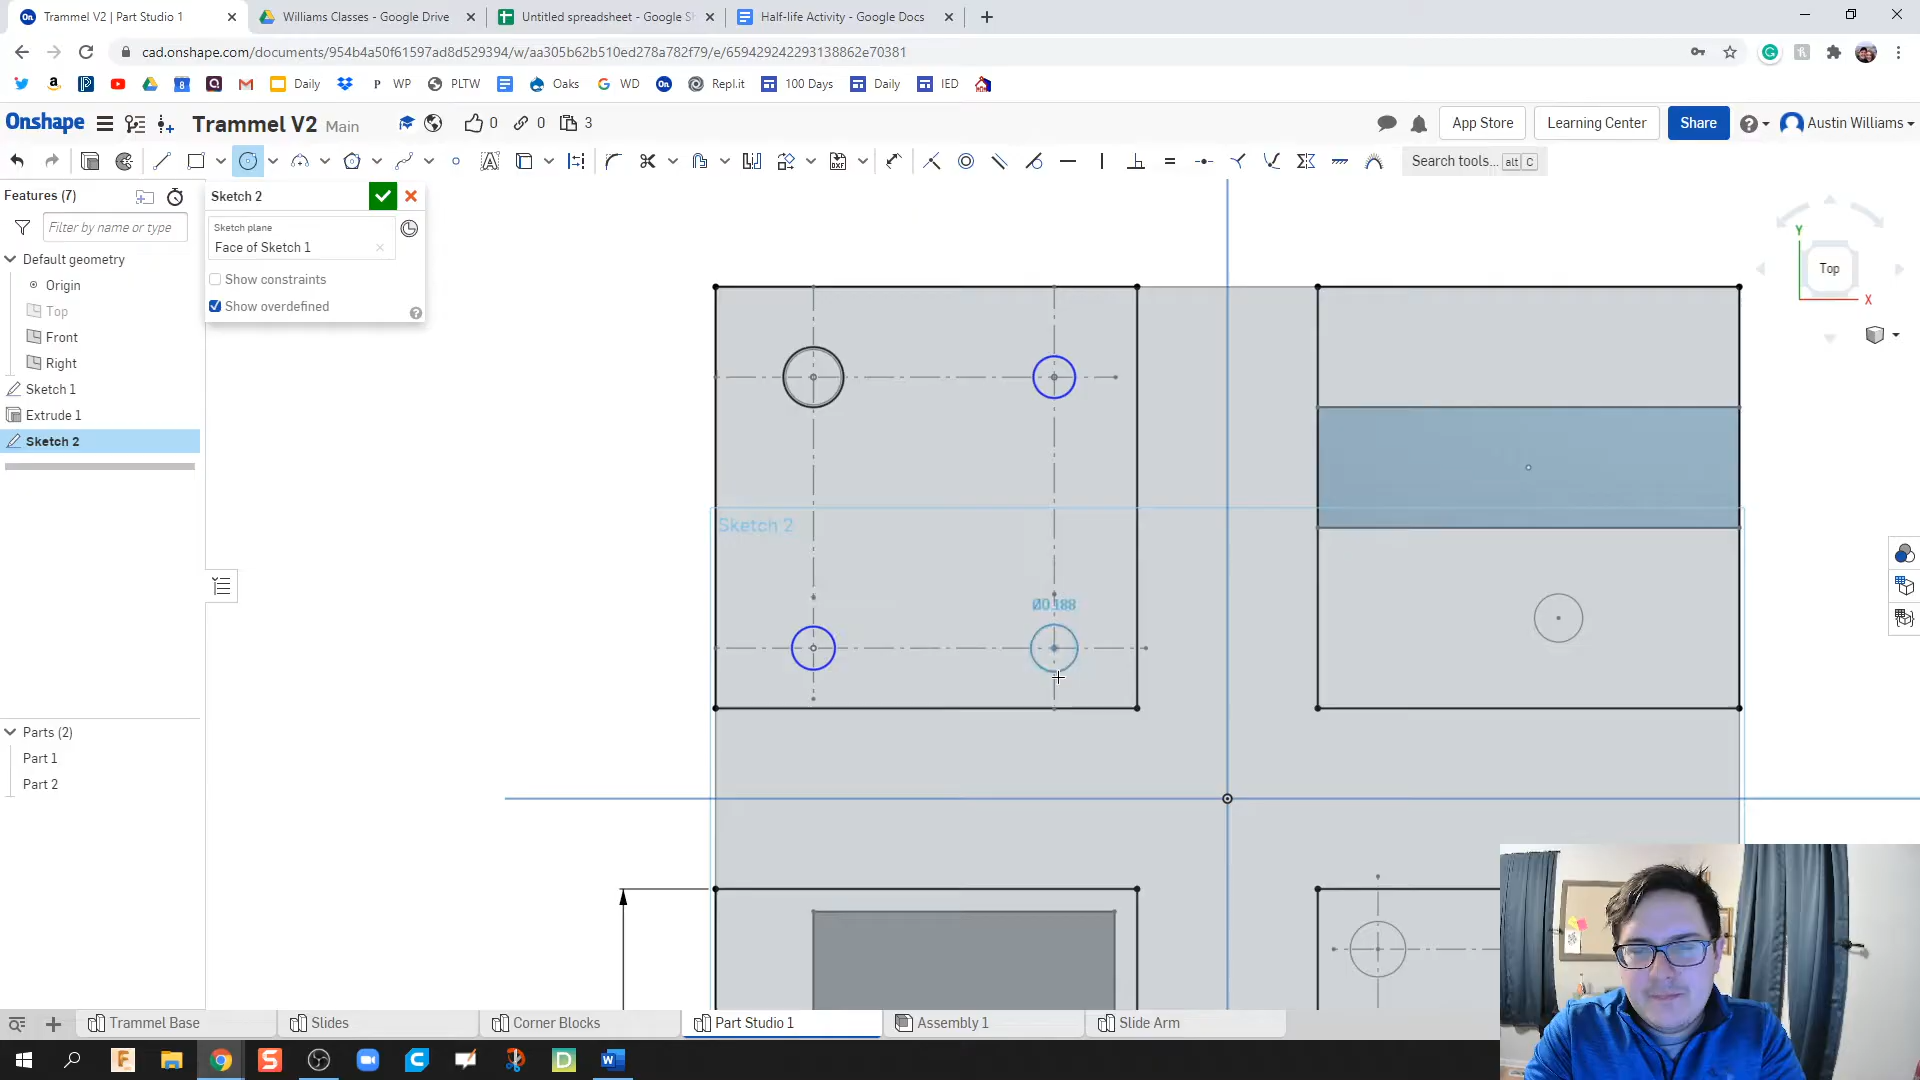 Trammel V2 | Part Studio 1
Williams Classes - Google Drive
Untitled spreadsheet - Google Sh
Half-life Activity - Google Docs
cad.onshape.com/documents/954b4a50f61597ad8d529394/w/aa305b62b510ed278a782f79/e/659429242293138862e70381
Daily
WP
PLTW
Oaks
WD
Repl.it
100 Days
Daily
IED
Onshape
Trammel V2 Main
0
0
3
App Store
Learning Center
Share
Austin Williams
Search tools... alt C
Features (7)
Filter by name or type
Default geometry
Origin
Top
Front
Right
Sketch 1
Extrude 1
Sketch 2
Sketch 2
Sketch plane
Face of Sketch 1
Show constraints
Show overdefined
Sketch 2
Y
Top
X
Parts (2)
Part 1
Part 2
Trammel Base
Slides
Corner Blocks
Part Studio 1
Assembly 1
Slide Arm